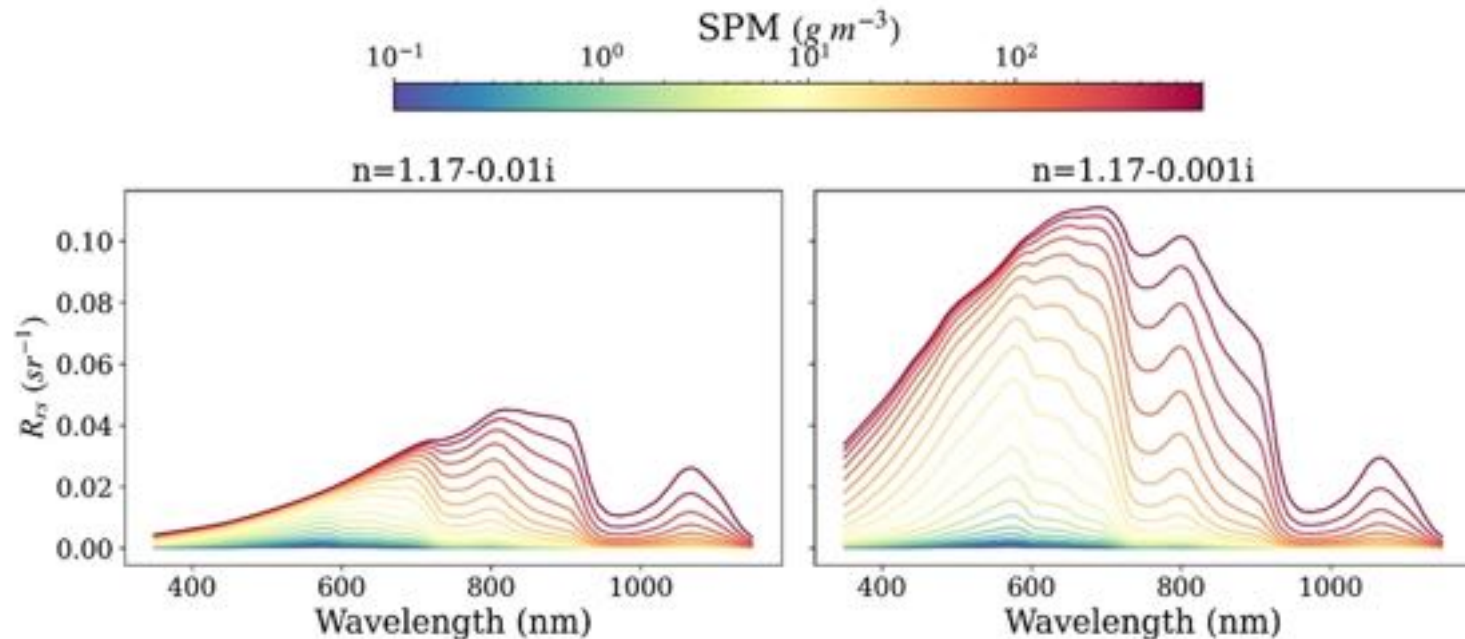 SPM (g m⁻³)
10⁻¹ 10⁰ 10¹ 10²
n=1.17-0.01i n=1.17-0.001i
0.10
0.08
0.06
0.04
0.02
0.00
R_rs (sr⁻¹)
400 600 800 1000 400 600 800 1000
Wavelength (nm) Wavelength (nm)